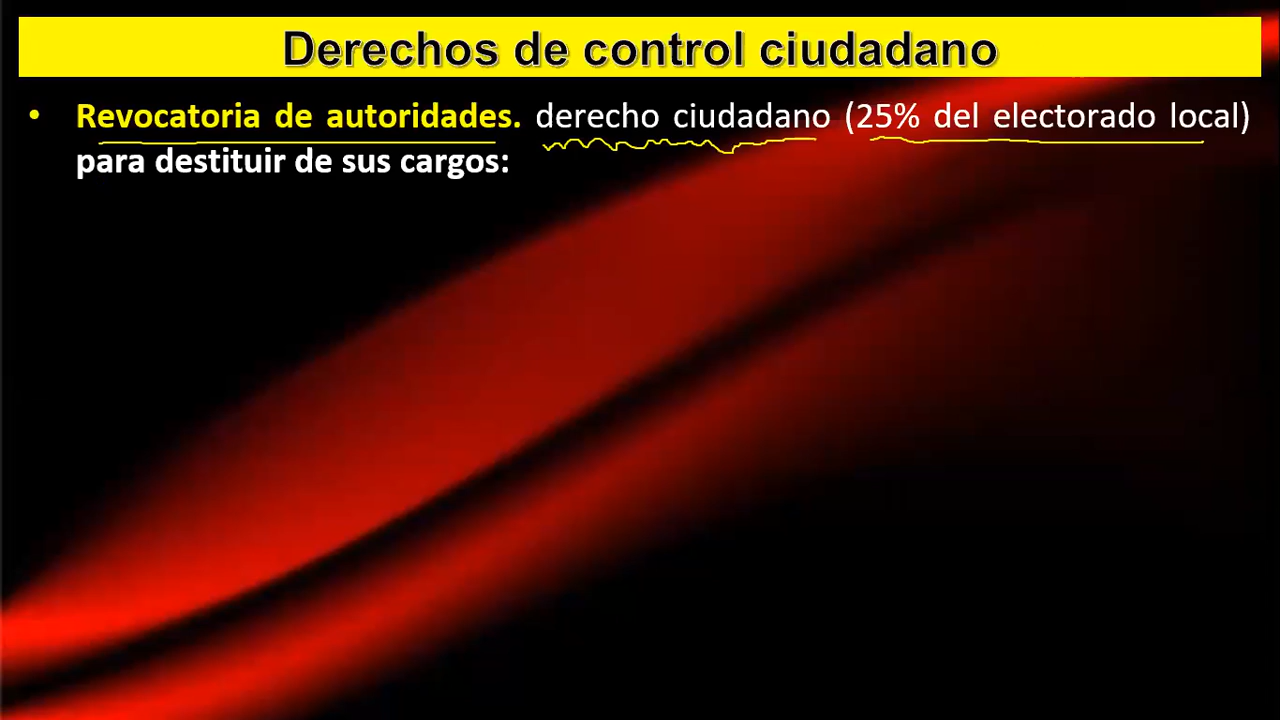 Derechos de control ciudadano
• Revocatoria de autoridades. derecho ciudadano (25% del electorado local)
para destituir de sus cargos: